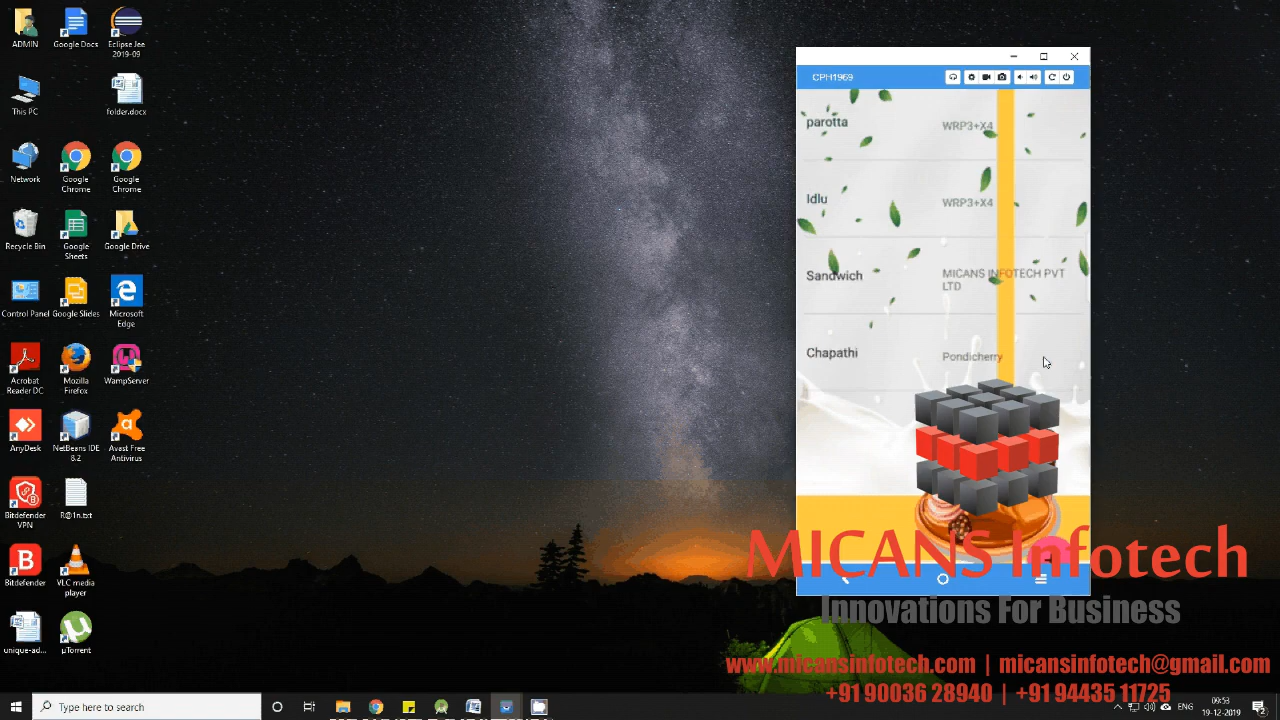 ADMIN
Google Docs
Eclipse Jee
2019-09
This PC
folder.docx
Network
Google
Chrome
Google
Chrome
Recycle Bin
Google
Sheets
Google Drive
Control Panel
Google Slides
Microsoft
Edge
Acrobat
Reader DC
Mozilla
Firefox
WampServer
AnyDesk
NetBeans IDE
8.2
Avast Free
Antivirus
Bitdefender
VPN
R@1n.txt
Bitdefender
VLC media
player
unique-ad...
µTorrent
CPH1969
parotta
WRP3+X4
Idlu
WRP3+X4
Sandwich
MICANS INFOTECH PVT
LTD
Chapathi
Pondicherry
MICANS Infotech
Innovations For Business
www.micansinfotech.com | micansinfotech@gmail.com
+91 90036 28940 | +91 94435 11725
Type here to search
ENG
09:53
19-12-2019